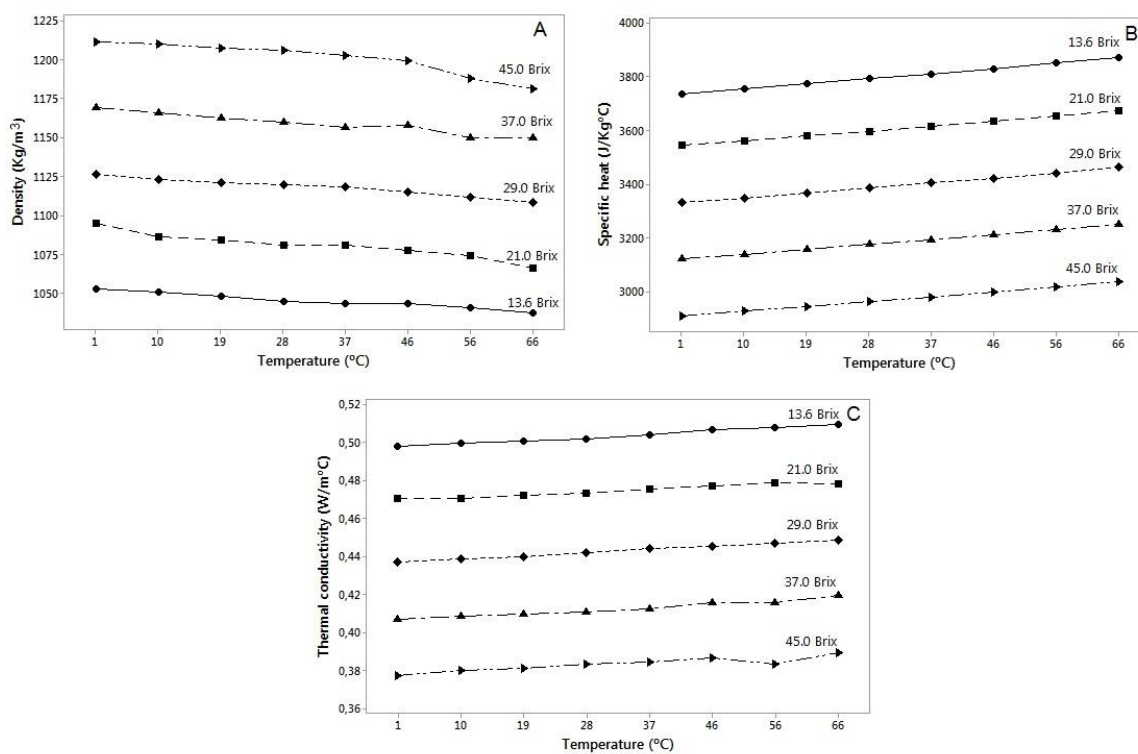 A
1225
1200
1175
1150
1125
1100
1075
1050
Density (Kg/m³)
45.0 Brix
37.0 Brix
29.0 Brix
21.0 Brix
13.6 Brix
1 10 19 28 37 46 56 66
Temperature (ºC)
B
4000
3800
3600
3400
3200
3000
Specific heat (J/KgºC)
13.6 Brix
21.0 Brix
29.0 Brix
37.0 Brix
45.0 Brix
1 10 19 28 37 46 56 66
Temperature (ºC)
C
0,52
0,50
0,48
0,46
0,44
0,42
0,40
0,38
0,36
Thermal conductivity (W/mºC)
13.6 Brix
21.0 Brix
29.0 Brix
37.0 Brix
45.0 Brix
1 10 19 28 37 46 56 66
Temperature (ºC)